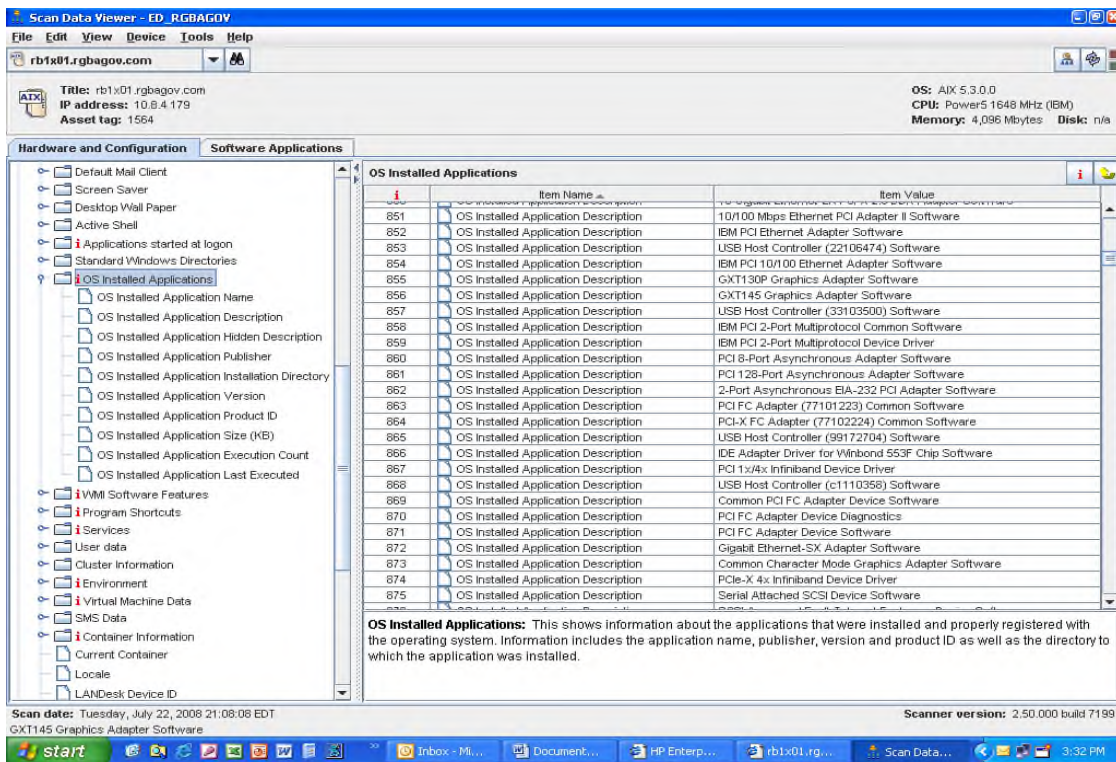 Scan Data Viewer - ED_RGBAGOV
File Edit View Device Tools Help
rb1x01.rgbagov.com
AIX
Title: rb1x01.rgbagov.com
IP address: 10.8.4.179
Asset tag: 1564
OS: AIX 5.3.0.0
CPU: Power5 1648 MHz (IBM)
Memory: 4,096 Mbytes Disk: n/a
Hardware and Configuration Software Applications
Default Mail Client
Screen Saver
Desktop Wall Paper
Active Shell
i Applications started at logon
Standard Windows Directories
i OS Installed Applications
OS Installed Application Name
OS Installed Application Description
OS Installed Application Hidden Description
OS Installed Application Publisher
OS Installed Application Installation Directory
OS Installed Application Version
OS Installed Application Product ID
OS Installed Application Size (KB)
OS Installed Application Execution Count
OS Installed Application Last Executed
i WMI Software Features
i Program Shortcuts
i Services
User data
Cluster Information
i Environment
i Virtual Machine Data
SMS Data
i Container Information
Current Container
Locale
LANDesk Device ID
OS Installed Applications i
i Item Name Item Value
851 OS Installed Application Description 10/100 Mbps Ethernet PCI Adapter II Software
852 OS Installed Application Description IBM PCI Ethernet Adapter Software
853 OS Installed Application Description USB Host Controller (22106474) Software
854 OS Installed Application Description IBM PCI 10/100 Ethernet Adapter Software
855 OS Installed Application Description GXT130P Graphics Adapter Software
856 OS Installed Application Description GXT145 Graphics Adapter Software
857 OS Installed Application Description USB Host Controller (33103500) Software
858 OS Installed Application Description IBM PCI 2-Port Multiprotocol Common Software
859 OS Installed Application Description IBM PCI 2-Port Multiprotocol Device Driver
860 OS Installed Application Description PCI 8-Port Asynchronous Adapter Software
861 OS Installed Application Description PCI 128-Port Asynchronous Adapter Software
862 OS Installed Application Description 2-Port Asynchronous EIA-232 PCI Adapter Software
863 OS Installed Application Description PCI FC Adapter (77101223) Common Software
864 OS Installed Application Description PCI-X FC Adapter (77102224) Common Software
865 OS Installed Application Description USB Host Controller (99172704) Software
866 OS Installed Application Description IDE Adapter Driver for Winbond 553F Chip Software
867 OS Installed Application Description PCI 1x/4x Infiniband Device Driver
868 OS Installed Application Description USB Host Controller (c1110358) Software
869 OS Installed Application Description Common PCI FC Adapter Device Software
870 OS Installed Application Description PCI FC Adapter Device Diagnostics
871 OS Installed Application Description PCI FC Adapter Device Software
872 OS Installed Application Description Gigabit Ethernet-SX Adapter Software
873 OS Installed Application Description Common Character Mode Graphics Adapter Software
874 OS Installed Application Description PCIe-X 4x Infiniband Device Driver
875 OS Installed Application Description Serial Attached SCSI Device Software
OS Installed Applications: This shows information about the applications that were installed and properly registered with
the operating system. Information includes the application name, publisher, version and product ID as well as the directory to
which the application was installed.
Scan date: Tuesday, July 22, 2008 21:08:08 EDT
Scanner version: 2.50.000 build 7199
GXT145 Graphics Adapter Software
start
Inbox - Mi... Document... HP Enterp... rb1x01.rg... Scan Data... 3:32 PM